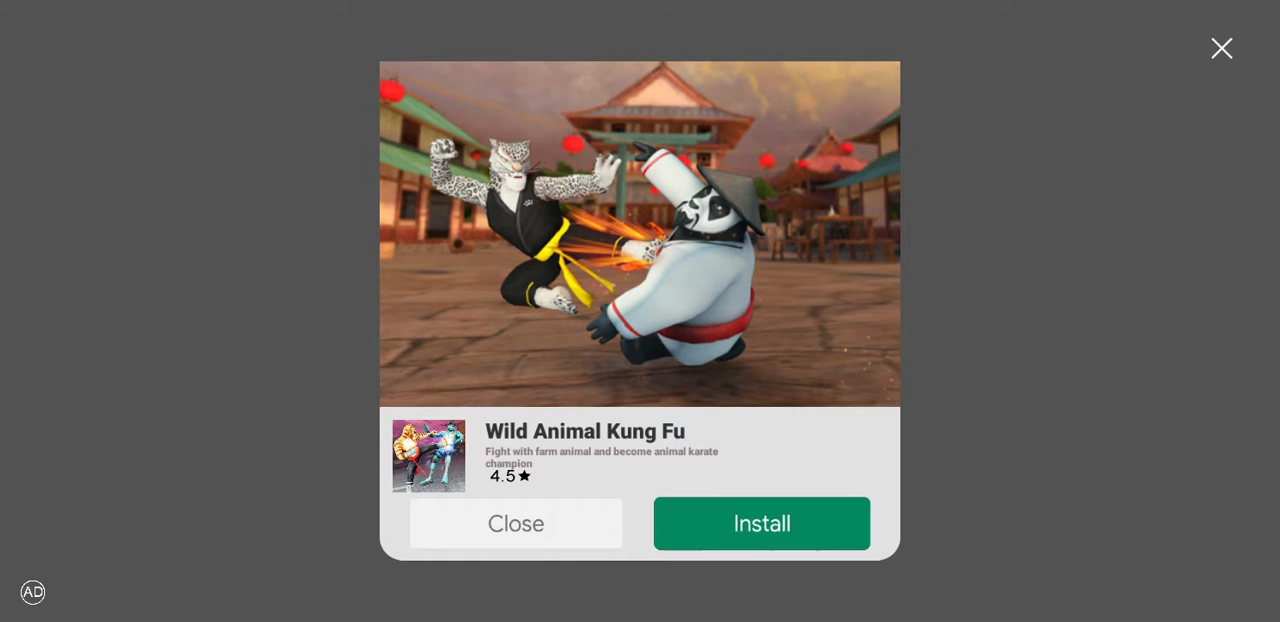 Wild Animal Kung Fu
Fight with farm animal and become animal karate
champion
4.5★
Close
Install
AD